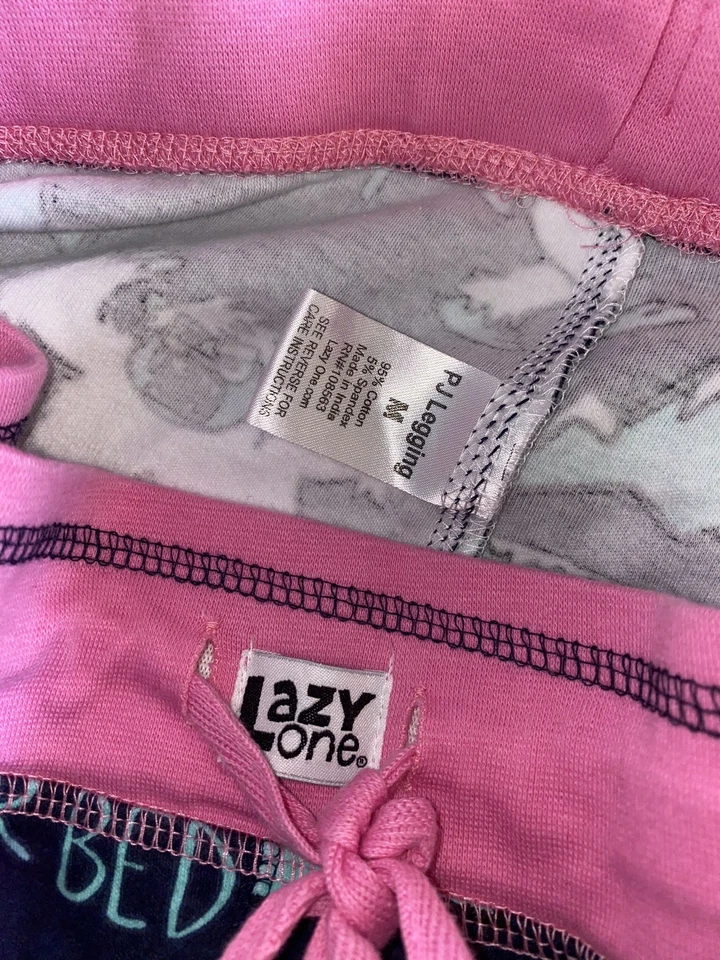 PJ Legging
M
95% Cotton
5% Spandex
Made in India
RN#108563
Lazy One.com
SEE REVERSE FOR
CARE INSTRUCTIONS
Lazy
One®
R BED